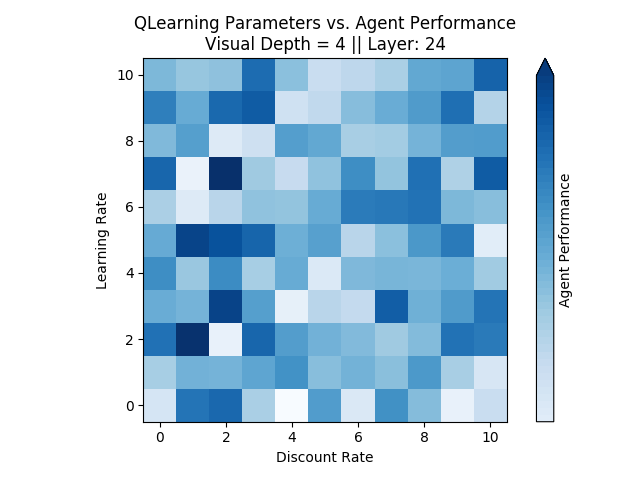 QLearning Parameters vs. Agent Performance
Visual Depth = 4 || Layer: 24
10
8
6
4
2
0
Learning Rate
0 2 4 6 8 10
Discount Rate
Agent Performance